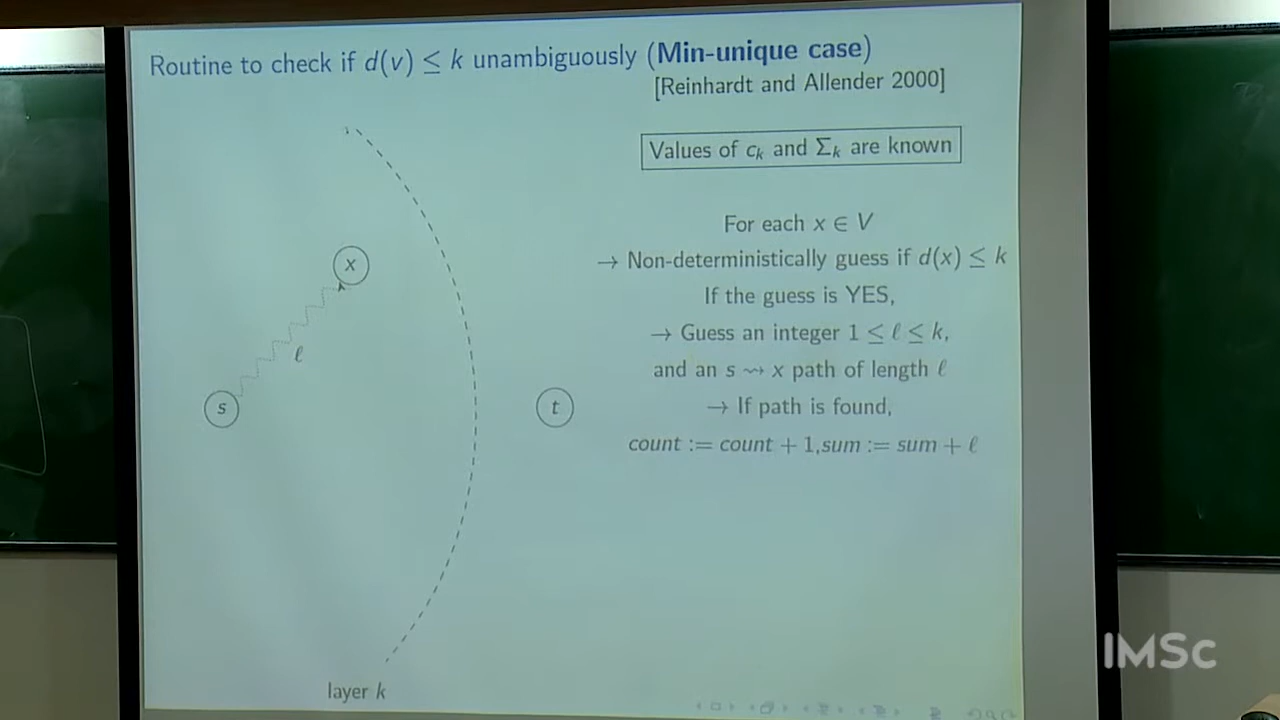 Routine to check if d(v) ≤ k unambiguously (Min-unique case)
[Reinhardt and Allender 2000]
Values of cₖ and Σₖ are known
For each x ∈ V
→ Non-deterministically guess if d(x) ≤ k
If the guess is YES,
→ Guess an integer 1 ≤ ℓ ≤ k,
and an s ⇝ x path of length ℓ
→ If path is found,
count := count + 1,sum := sum + ℓ
x
ℓ
s
t
layer k
IMSc